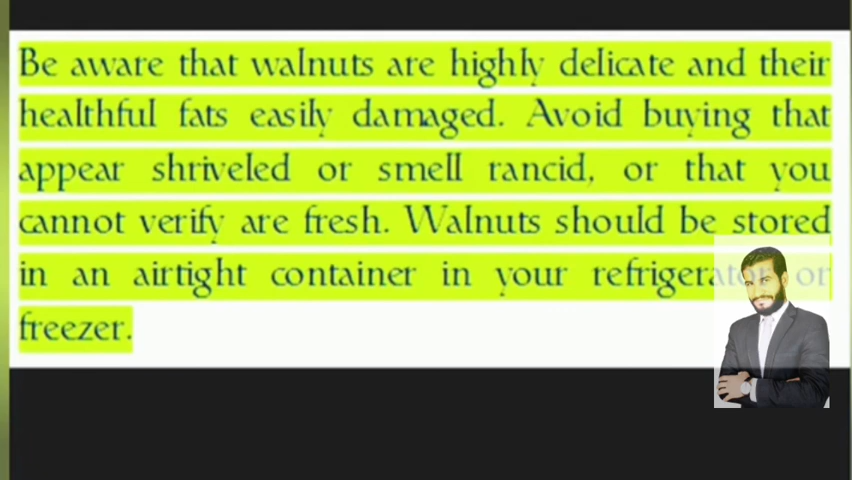 Be aware that walnuts are highly delicate and their
healthful fats easily damaged. Avoid buying that
appear shriveled or smell rancid, or that you
cannot verify are fresh. Walnuts should be stored
in an airtight container in your refrigerator or
freezer.